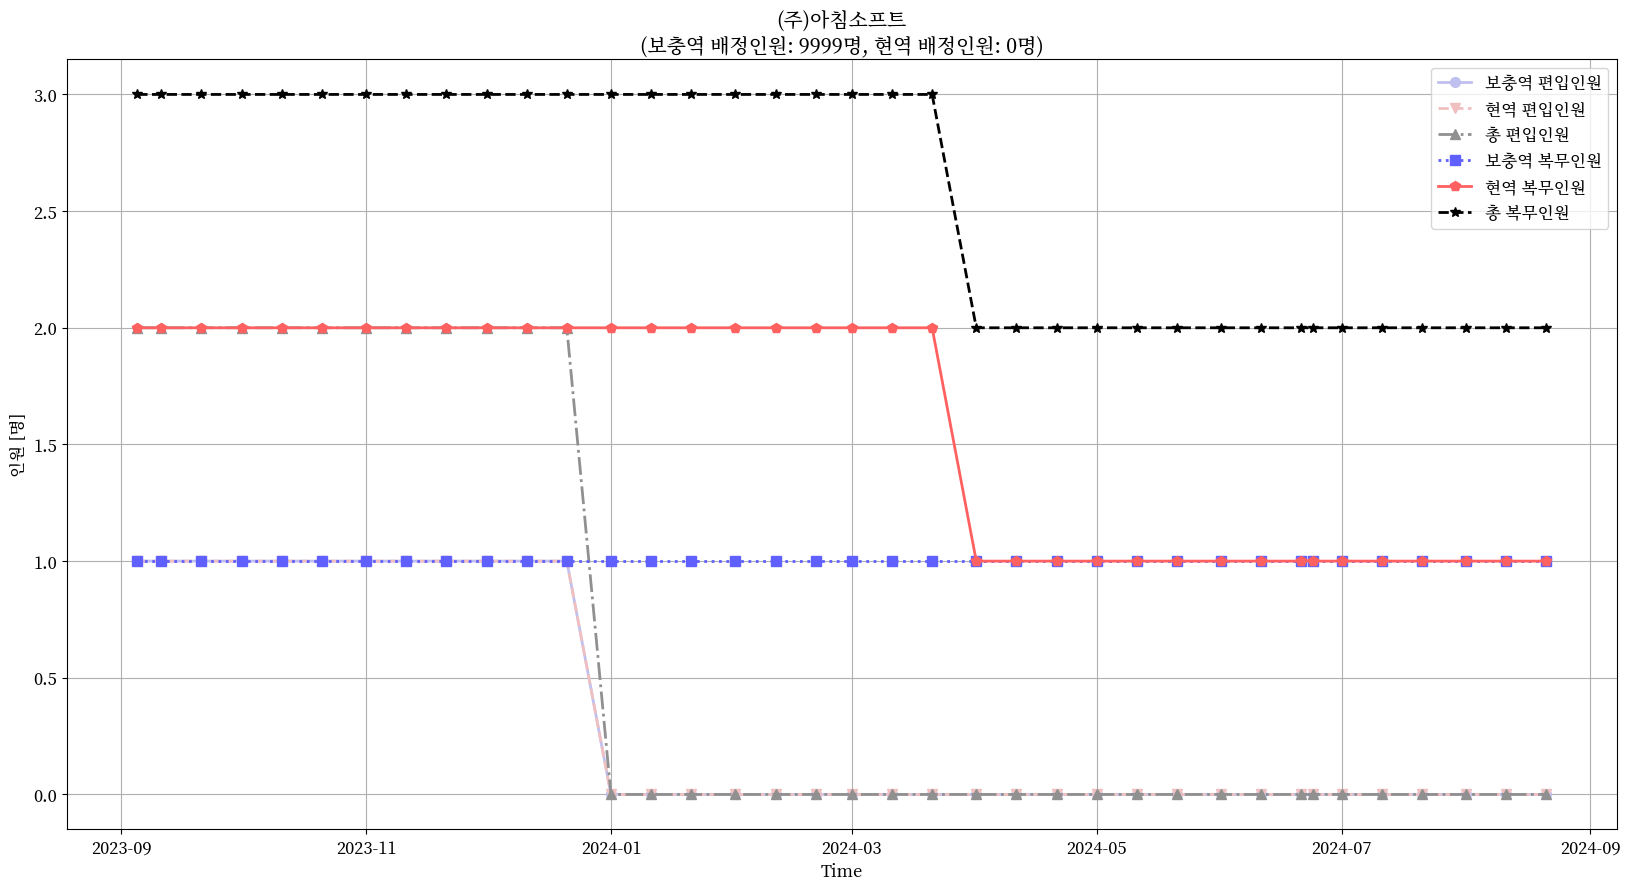 (주)아침소프트
(보충역 배정인원: 9999명, 현역 배정인원: 0명)
보충역 편입인원
현역 편입인원
총 편입인원
보충역 복무인원
현역 복무인원
총 복무인원
인원 [명]
3.0
2.5
2.0
1.5
1.0
0.5
0.0
2023-09
2023-11
2024-01
2024-03
2024-05
2024-07
2024-09
Time